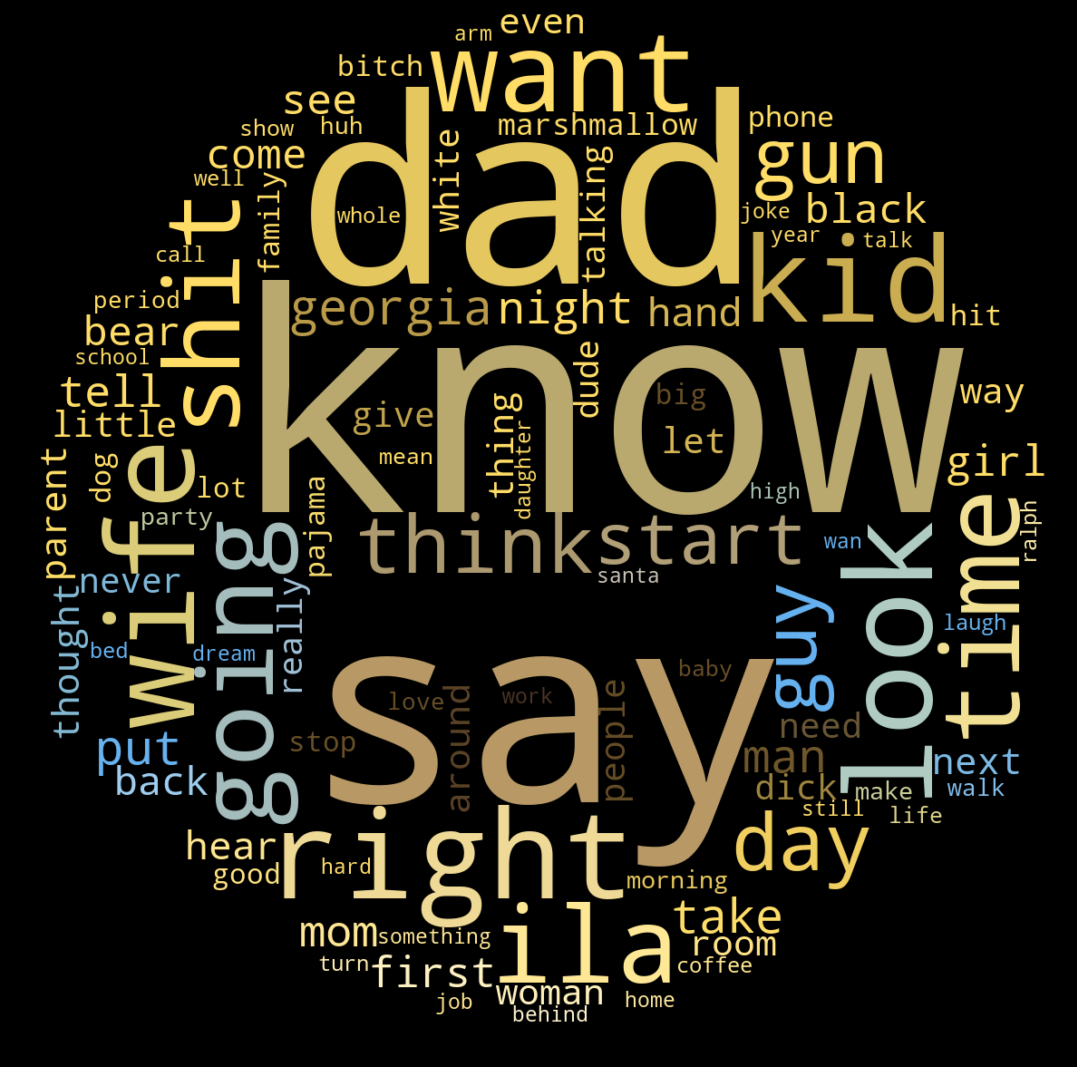 even
arm
want
bitch
see
dad
marshmallow
phone
show
huh
come
white
talking
gun
well
family
whole
joke
black
shit
call
year
talk
kid
period
georgia
night
hand
hit
bear
know
school
dude
tell
big
way
little
give
thing
let
mean
daughter
girl
parent
dog
wife
lot
pajama
high
time
ralph
party
going
think
start
look
wan
santa
never
really
guy
thought
bed
dream
laugh
say
baby
love
work
around
people
need
put
stop
man
next
back
dick
make
walk
still
life
right
day
hear
good
hard
morning
ila
take
mom
something
room
turn
first
coffee
woman
job
home
behind